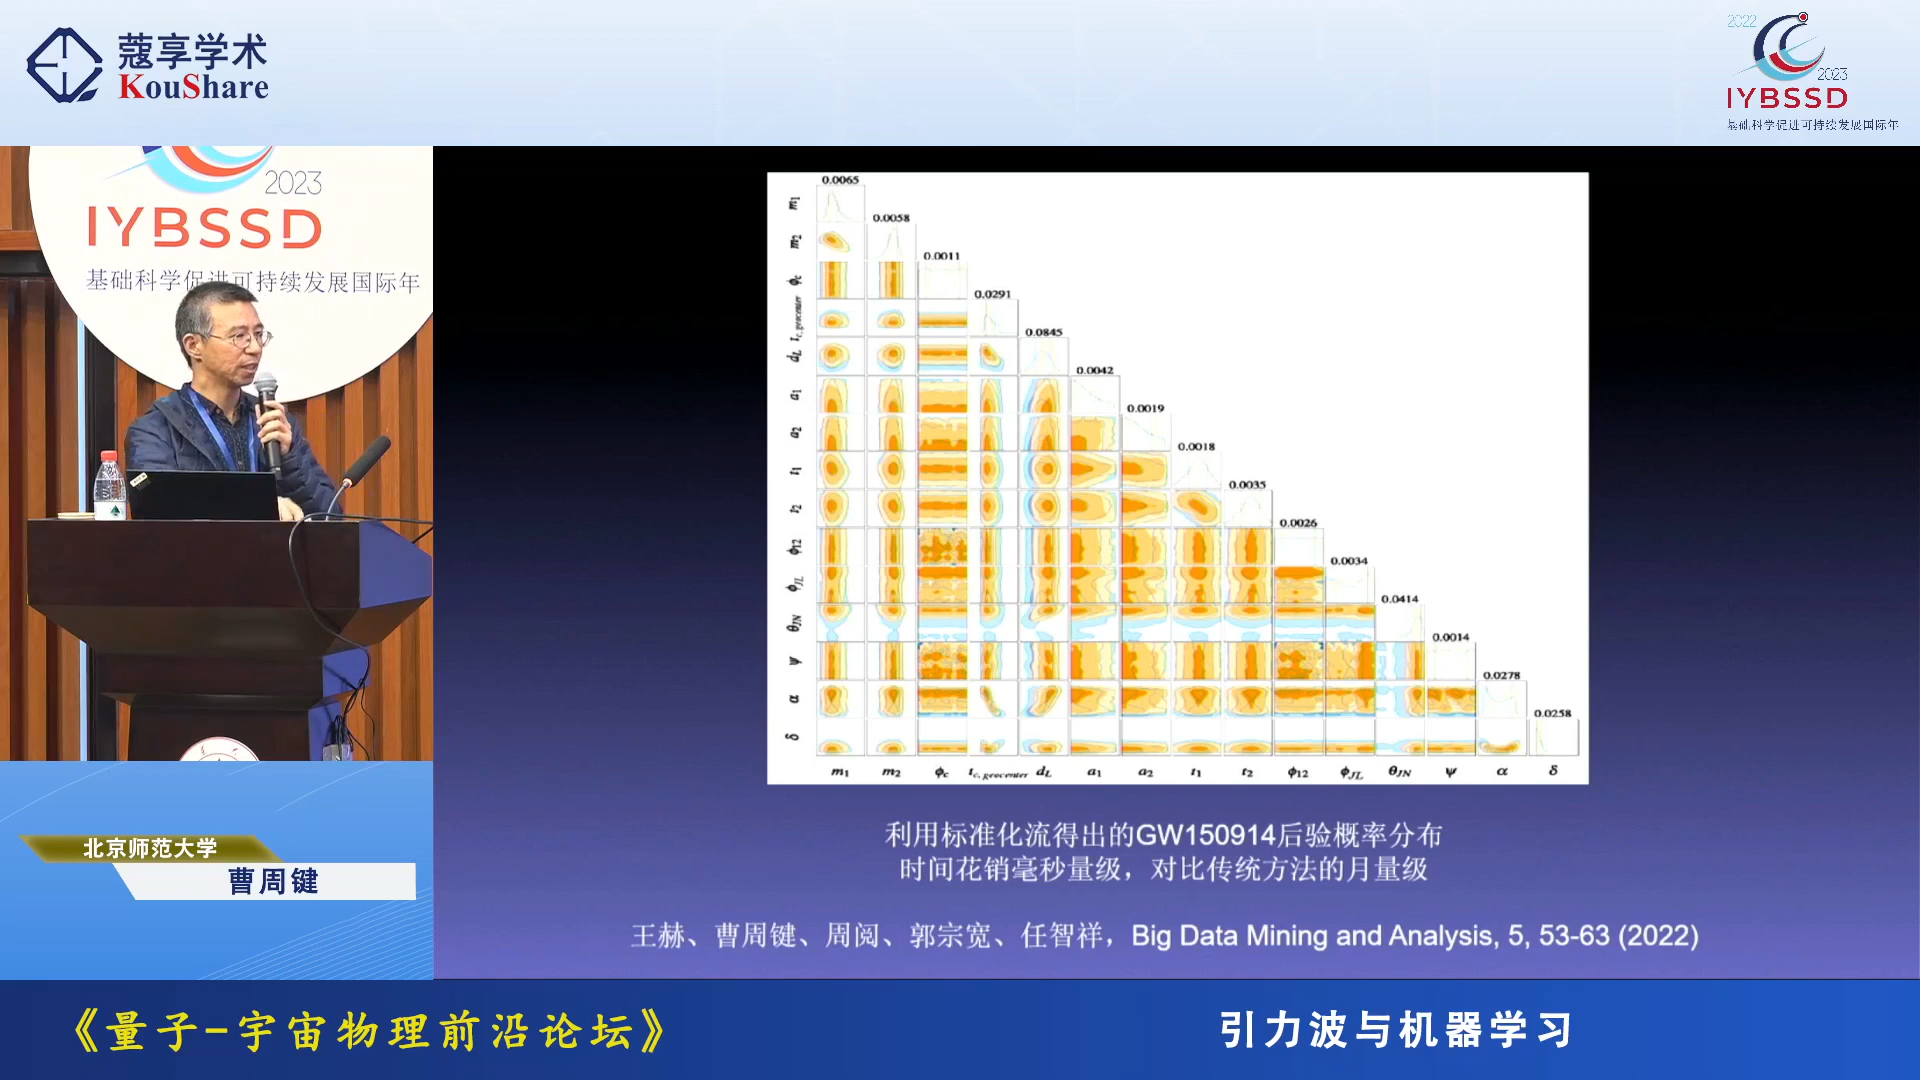 蔻享学术
KouShare
2022
2023
IYBSSD
基础科学促进可持续发展国际年
2023
IYBSSD
基础科学促进可持续发展国际年
北京师范大学
曹周键
0.0065
0.0058
0.0011
0.0291
0.0845
0.0042
0.0019
0.0018
0.0035
0.0026
0.0034
0.0414
0.0014
0.0278
0.0258
m1
m2
ϕc
tc, geocenter
dL
a1
a2
t1
t2
ϕ12
ϕJL
θJN
ψ
α
δ
m1 m2 ϕc tc, geocenter dL a1 a2 t1 t2 ϕ12 ϕJL θJN ψ α δ
利用标准化流得出的GW150914后验概率分布
时间花销毫秒量级，对比传统方法的月量级
王赫、曹周键、周阅、郭宗宽、任智祥，Big Data Mining and Analysis, 5, 53-63 (2022)
《量子-宇宙物理前沿论坛》
引力波与机器学习